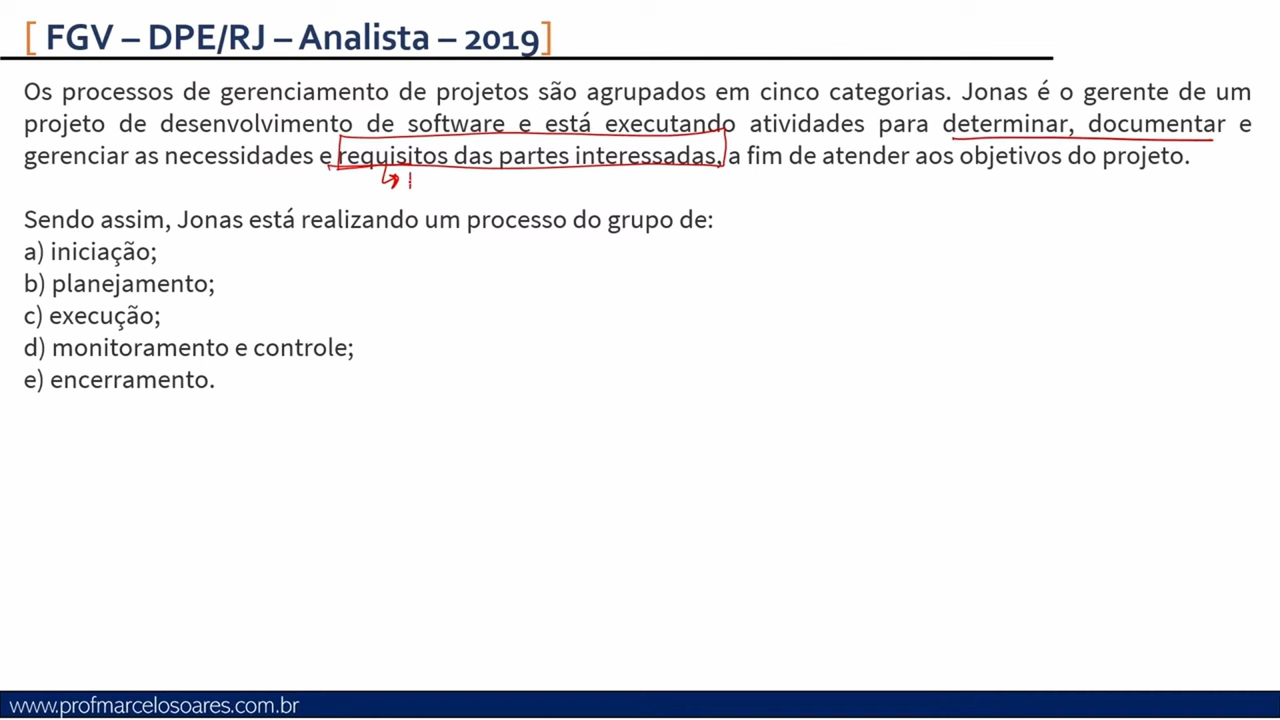 [ FGV – DPE/RJ – Analista – 2019]
Os processos de gerenciamento de projetos são agrupados em cinco categorias. Jonas é o gerente de um
projeto de desenvolvimento de software e está executando atividades para determinar, documentar e
gerenciar as necessidades e requisitos das partes interessadas, a fim de atender aos objetivos do projeto.
Sendo assim, Jonas está realizando um processo do grupo de:
a) iniciação;
b) planejamento;
c) execução;
d) monitoramento e controle;
e) encerramento.
www.profmarcelosoares.com.br